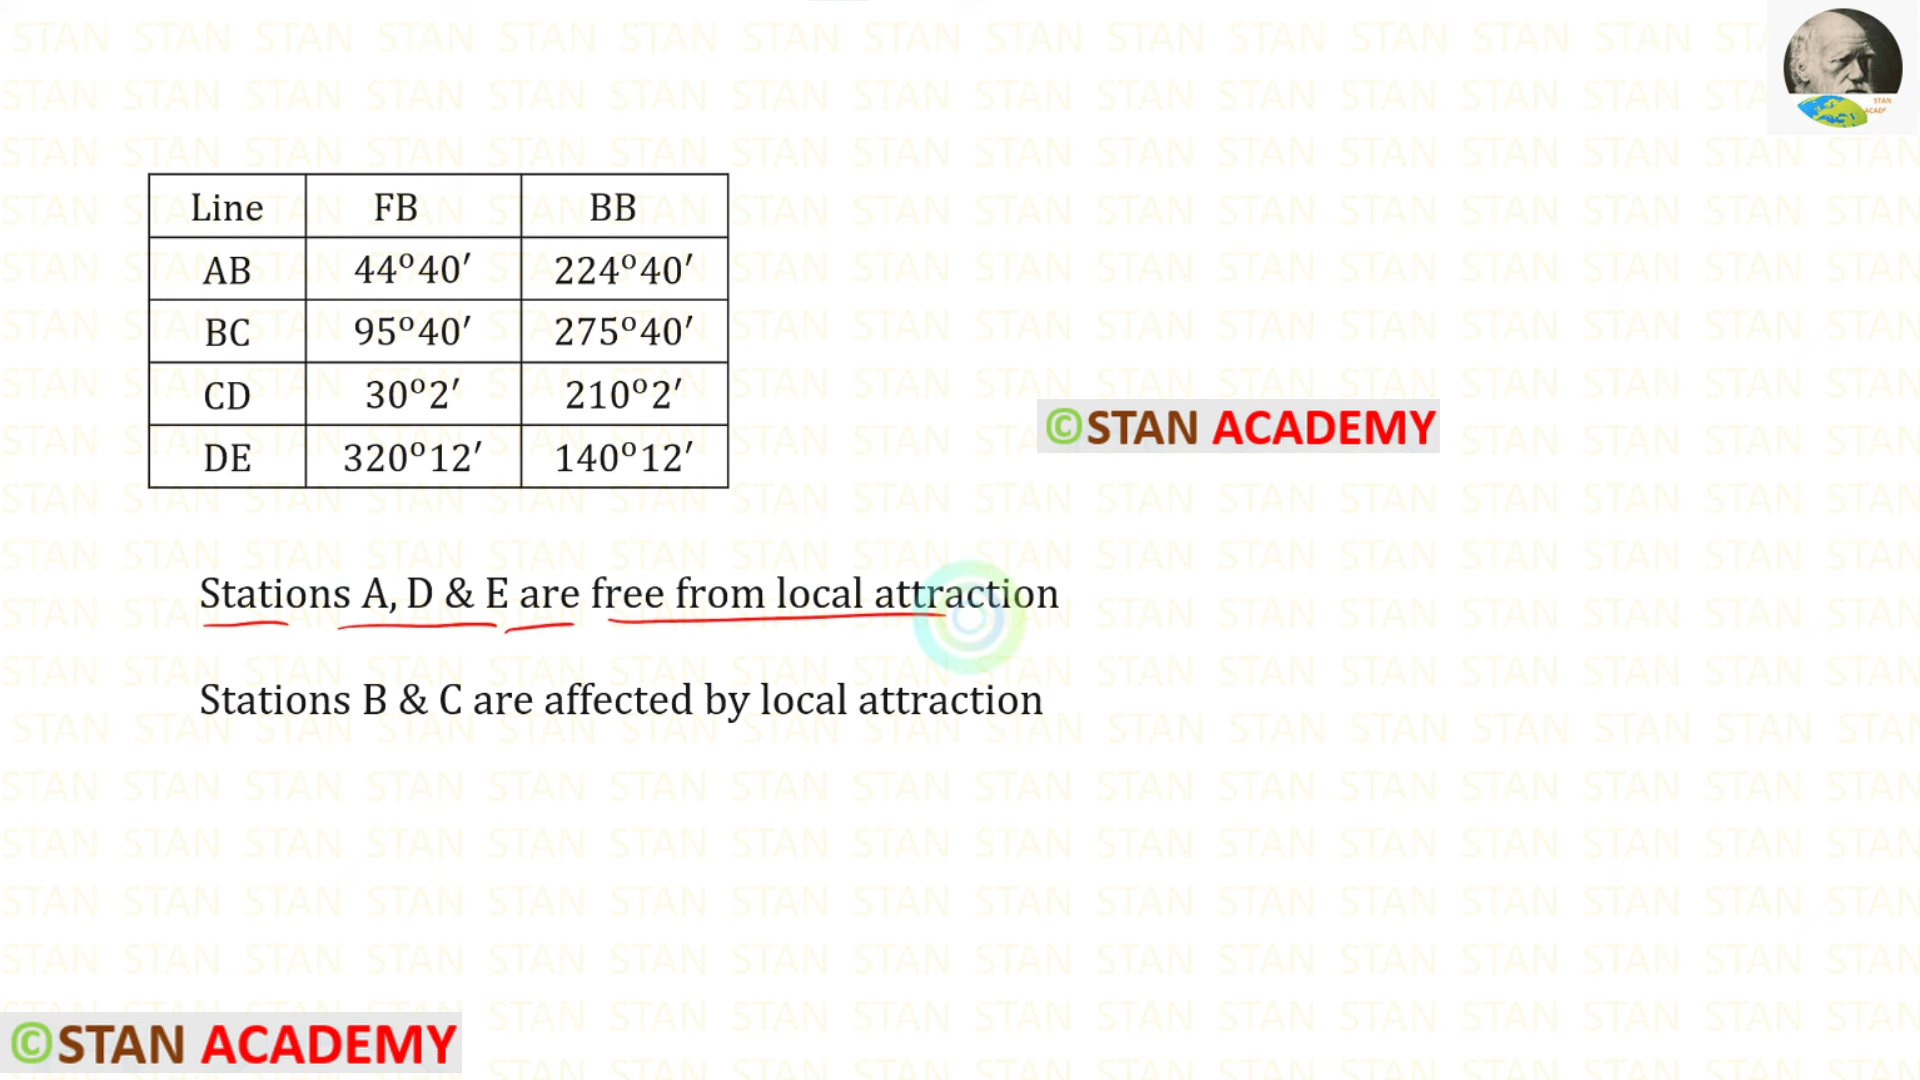 STAN ACADEMY
Line FB BB
AB 44°40′ 224°40′
BC 95°40′ 275°40′
CD 30°2′ 210°2′
DE 320°12′ 140°12′
©STAN ACADEMY
Stations A, D & E are free from local attraction
Stations B & C are affected by local attraction
©STAN ACADEMY